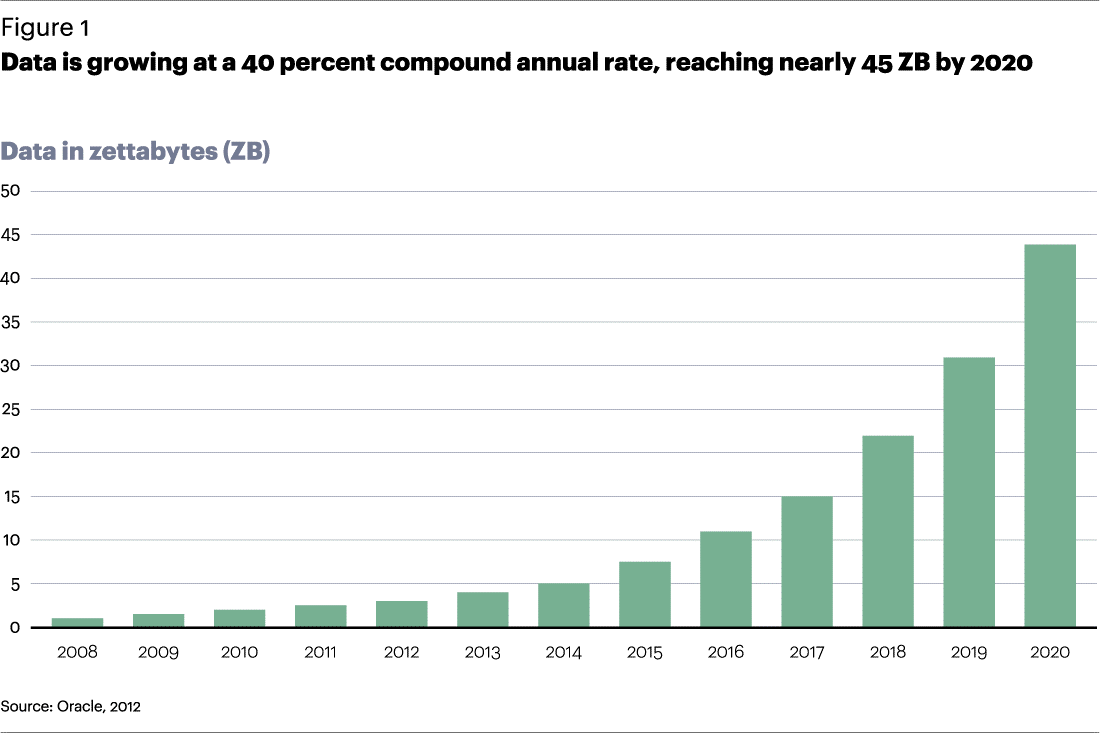 Figure 1
Data is growing at a 40 percent compound annual rate, reaching nearly 45 ZB by 2020
Data in zettabytes (ZB)
50
45
40
35
30
25
20
15
10
5
0
2008 2009 2010 2011 2012 2013 2014 2015 2016 2017 2018 2019 2020
Source: Oracle, 2012